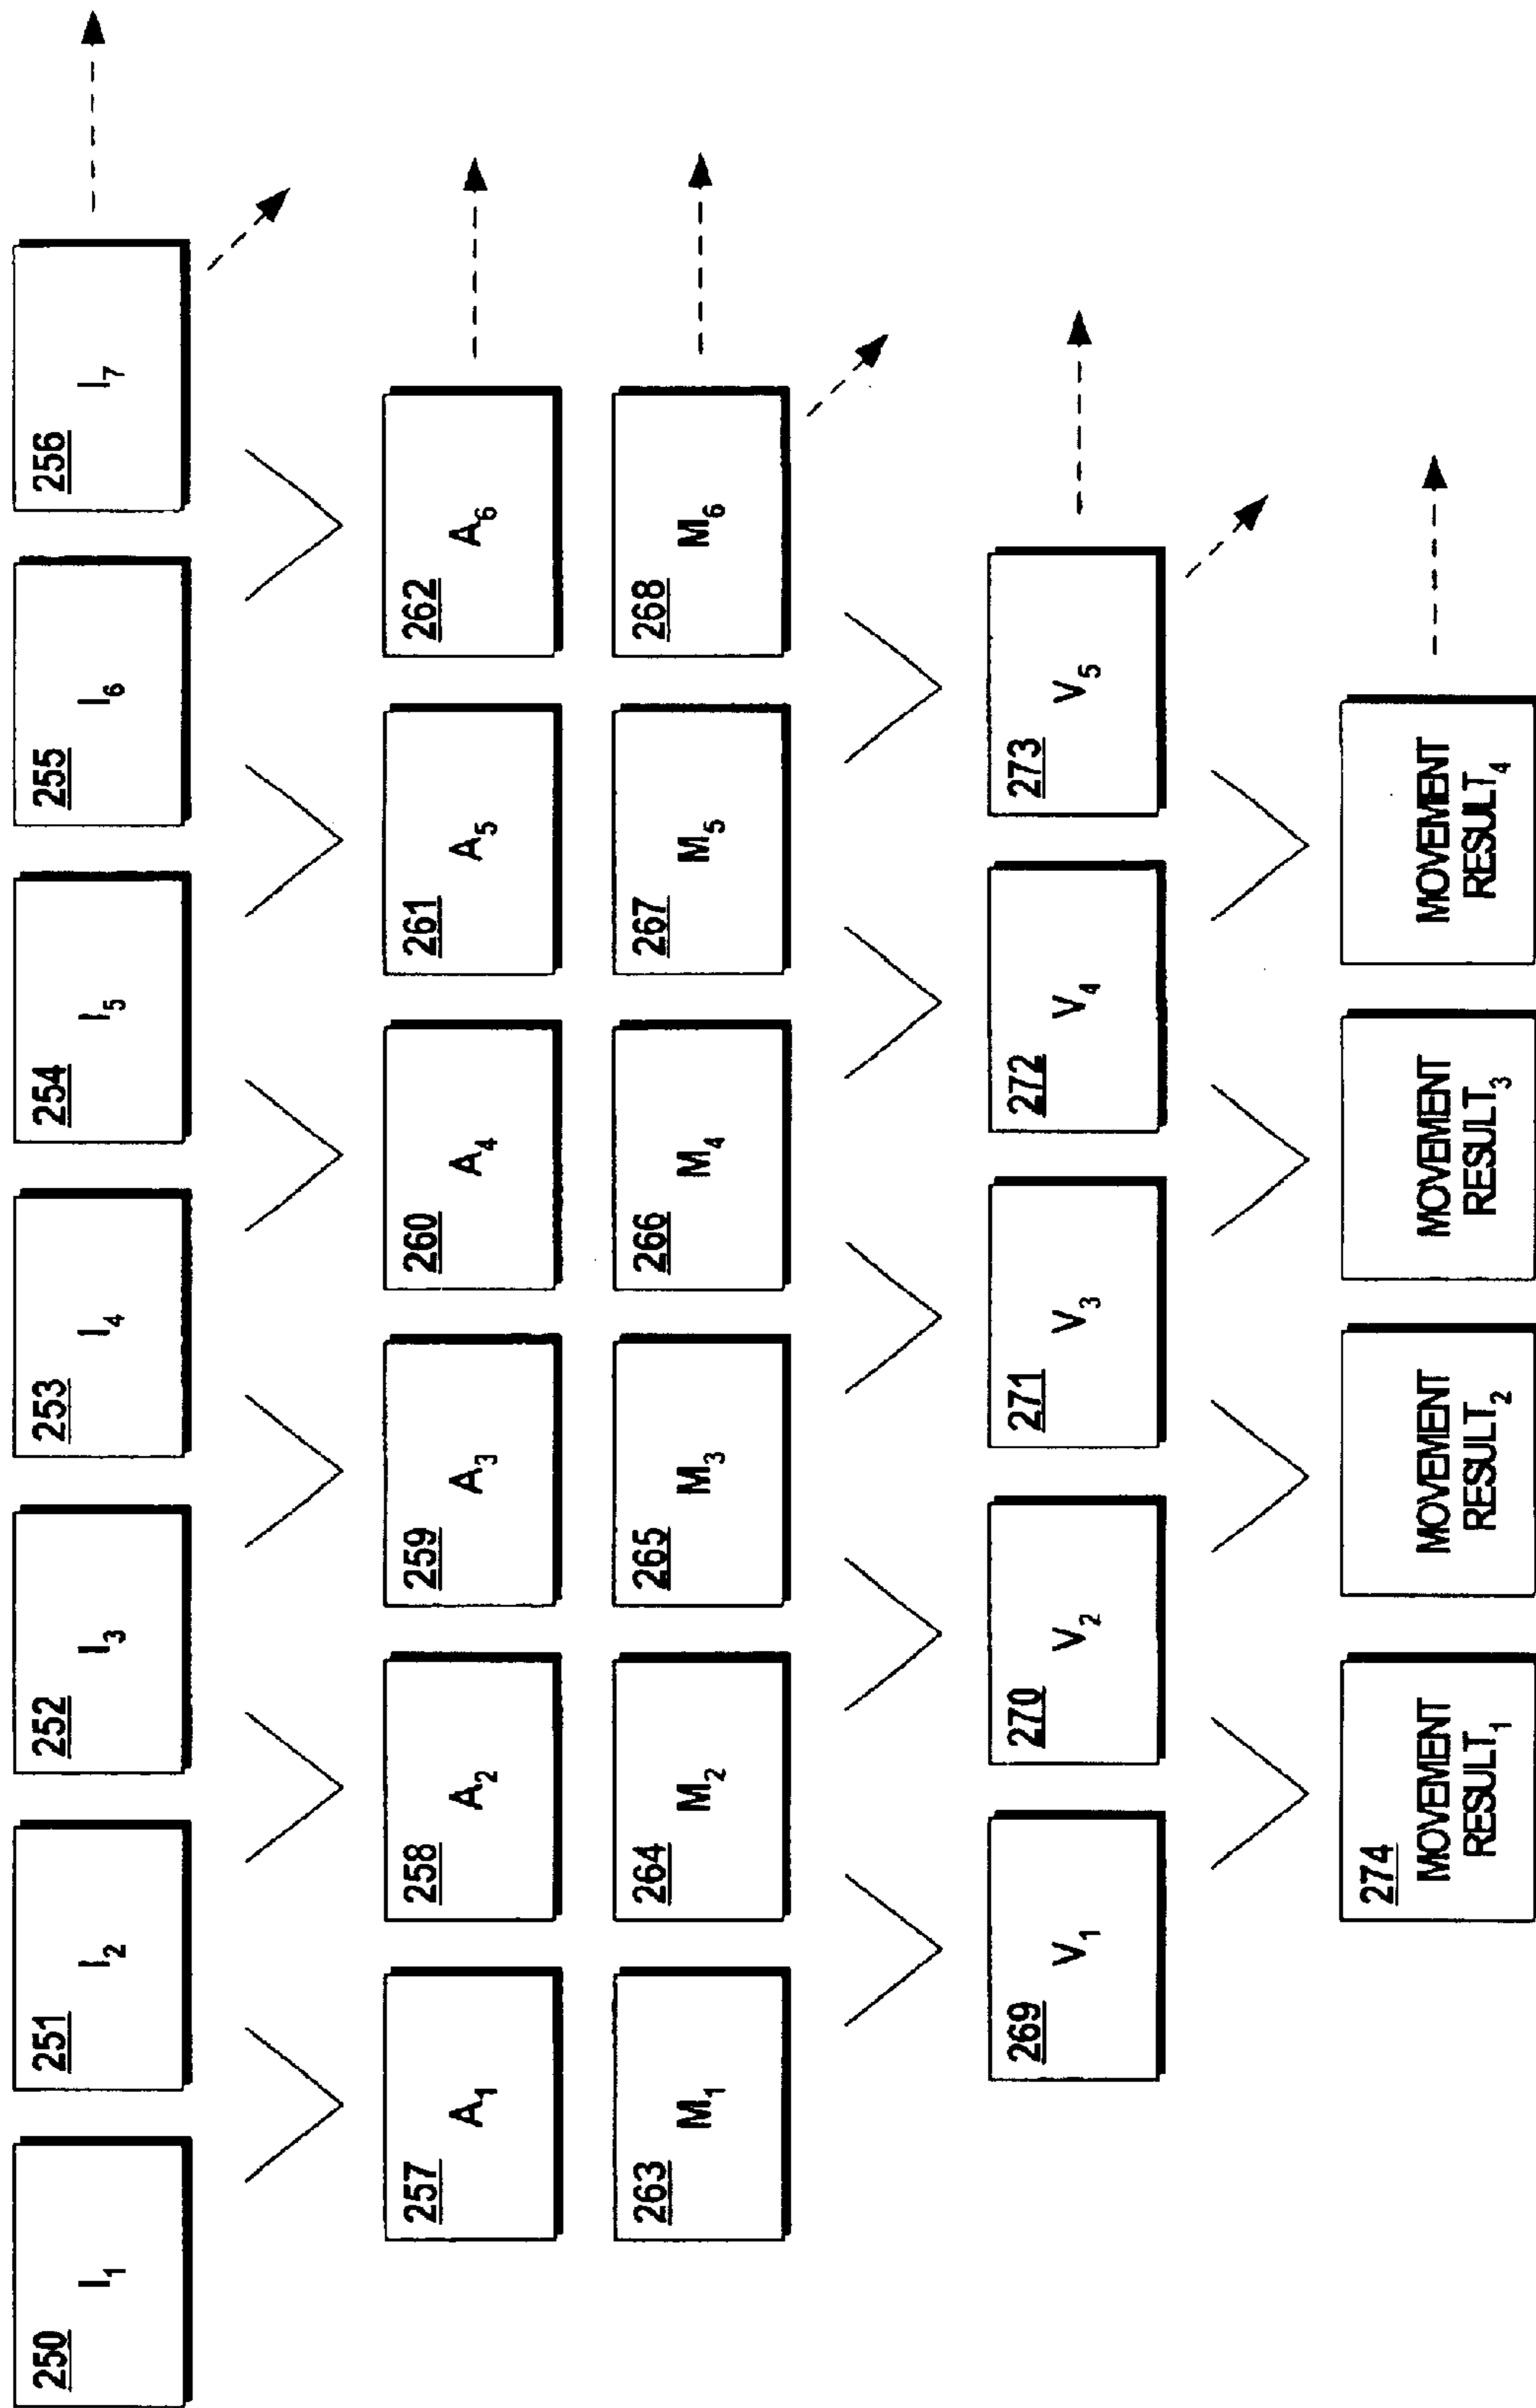 250 I₁
251 I₂
252 I₃
253 I₄
254 I₅
255 I₆
256 I₇
257 A₁
258 A₂
259 A₃
260 A₄
261 A₅
262 A₆
263 M₁
264 M₂
265 M₃
266 M₄
267 M₅
268 M₆
269 V₁
270 V₂
271 V₃
272 V₄
273 V₅
274
MOVEMENT
RESULT₁
MOVEMENT
RESULT₂
MOVEMENT
RESULT₃
MOVEMENT
RESULT₄